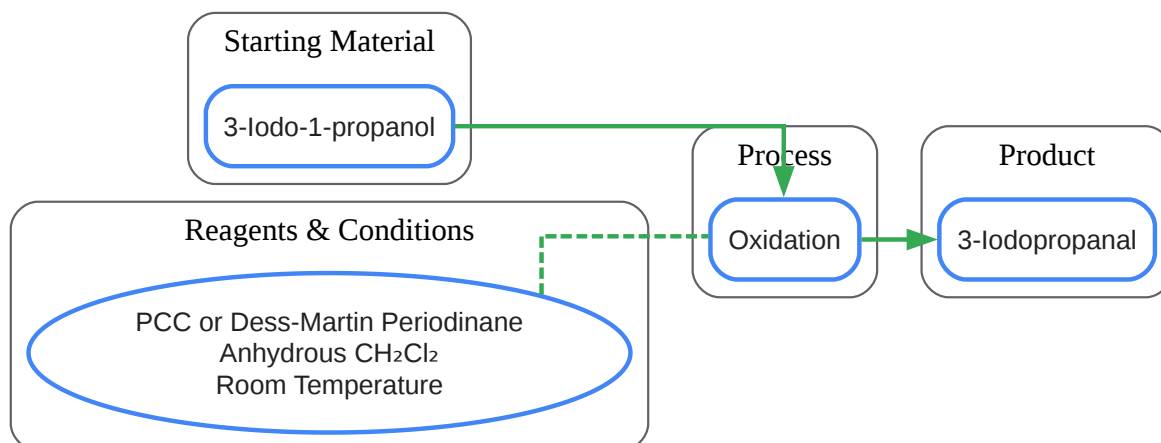 Starting Material
3-Iodo-1-propanol
Process
Oxidation
Product
3-Iodopropanal
Reagents & Conditions
PCC or Dess-Martin Periodinane
Anhydrous CH₂Cl₂
Room Temperature